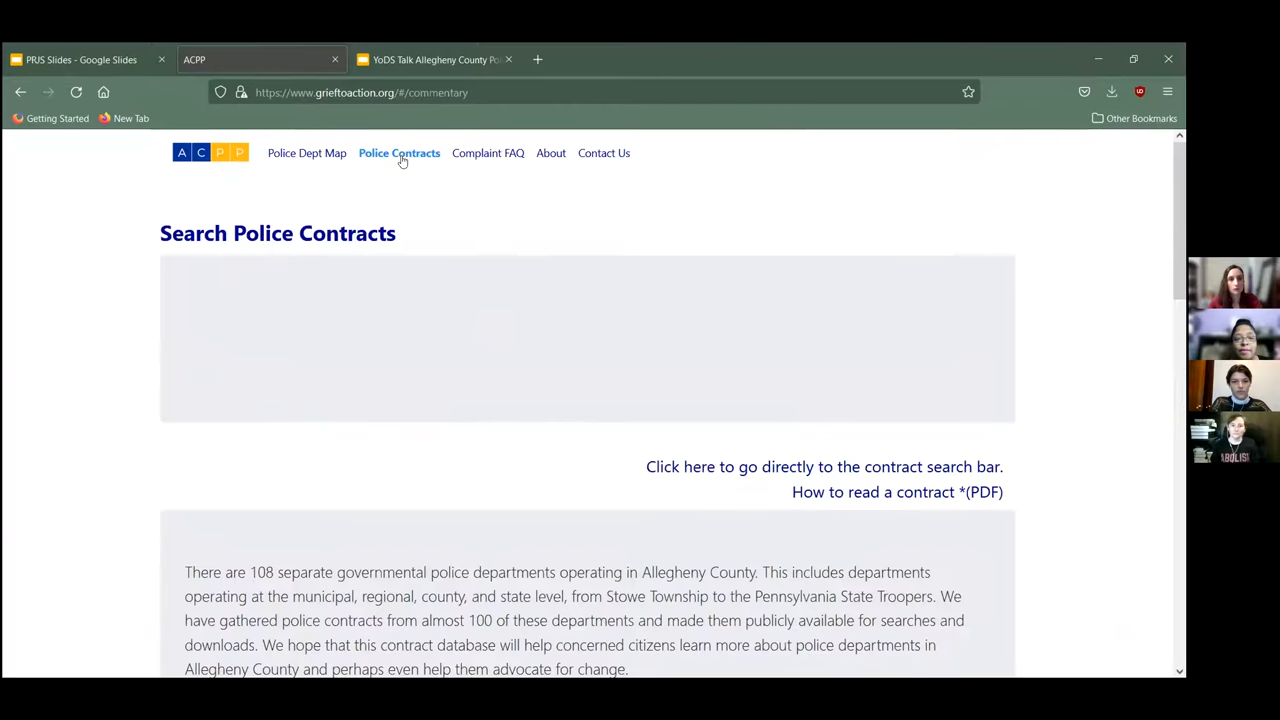 PRJS Slides - Google Slides
ACPP
YoDS Talk Allegheny County Po
https://www.grieftoaction.org/#/commentary
Getting Started
New Tab
Other Bookmarks
A C P P
Police Dept Map
Police Contracts
Complaint FAQ
About
Contact Us
Search Police Contracts
Click here to go directly to the contract search bar.
How to read a contract *(PDF)
There are 108 separate governmental police departments operating in Allegheny County. This includes departments
operating at the municipal, regional, county, and state level, from Stowe Township to the Pennsylvania State Troopers. We
have gathered police contracts from almost 100 of these departments and made them publicly available for searches and
downloads. We hope that this contract database will help concerned citizens learn more about police departments in
Allegheny County and perhaps even help them advocate for change.
ABOLISH